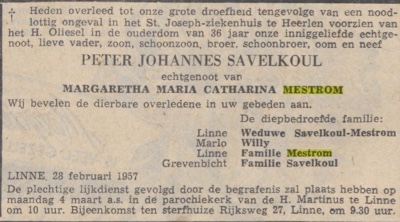 † Heden overleed tot onze grote droefheid tengevolge van een nood-
lottig ongeval in het St. Joseph-ziekenhuis te Heerlen voorzien van
het H. Oliesel in de ouderdom van 36 jaar onze inniggeliefde echtge-
noot, lieve vader, zoon, schoonzoon, broer, schoonbroer, oom en neef
PETER JOHANNES SAVELKOUL
echtgenoot van
MARGARETHA MARIA CATHARINA MESTROM
Wij bevelen de dierbare overledene in uw gebeden aan.
De diepbedroefde familie:
Linne Weduwe Savelkoul-Mestrom
Marlo Willy
Linne Familie Mestrom
Grevenbicht Familie Savelkoul
LINNE, 28 februari 1957
De plechtige lijkdienst gevolgd door de begrafenis zal plaats hebben op
maandag 4 maart a.s. in de parochiekerk van de H. Martinus te Linne
om 10 uur. Bijeenkomst ten sterfhuize Rijksweg 27, Linne, om 9.30 uur.